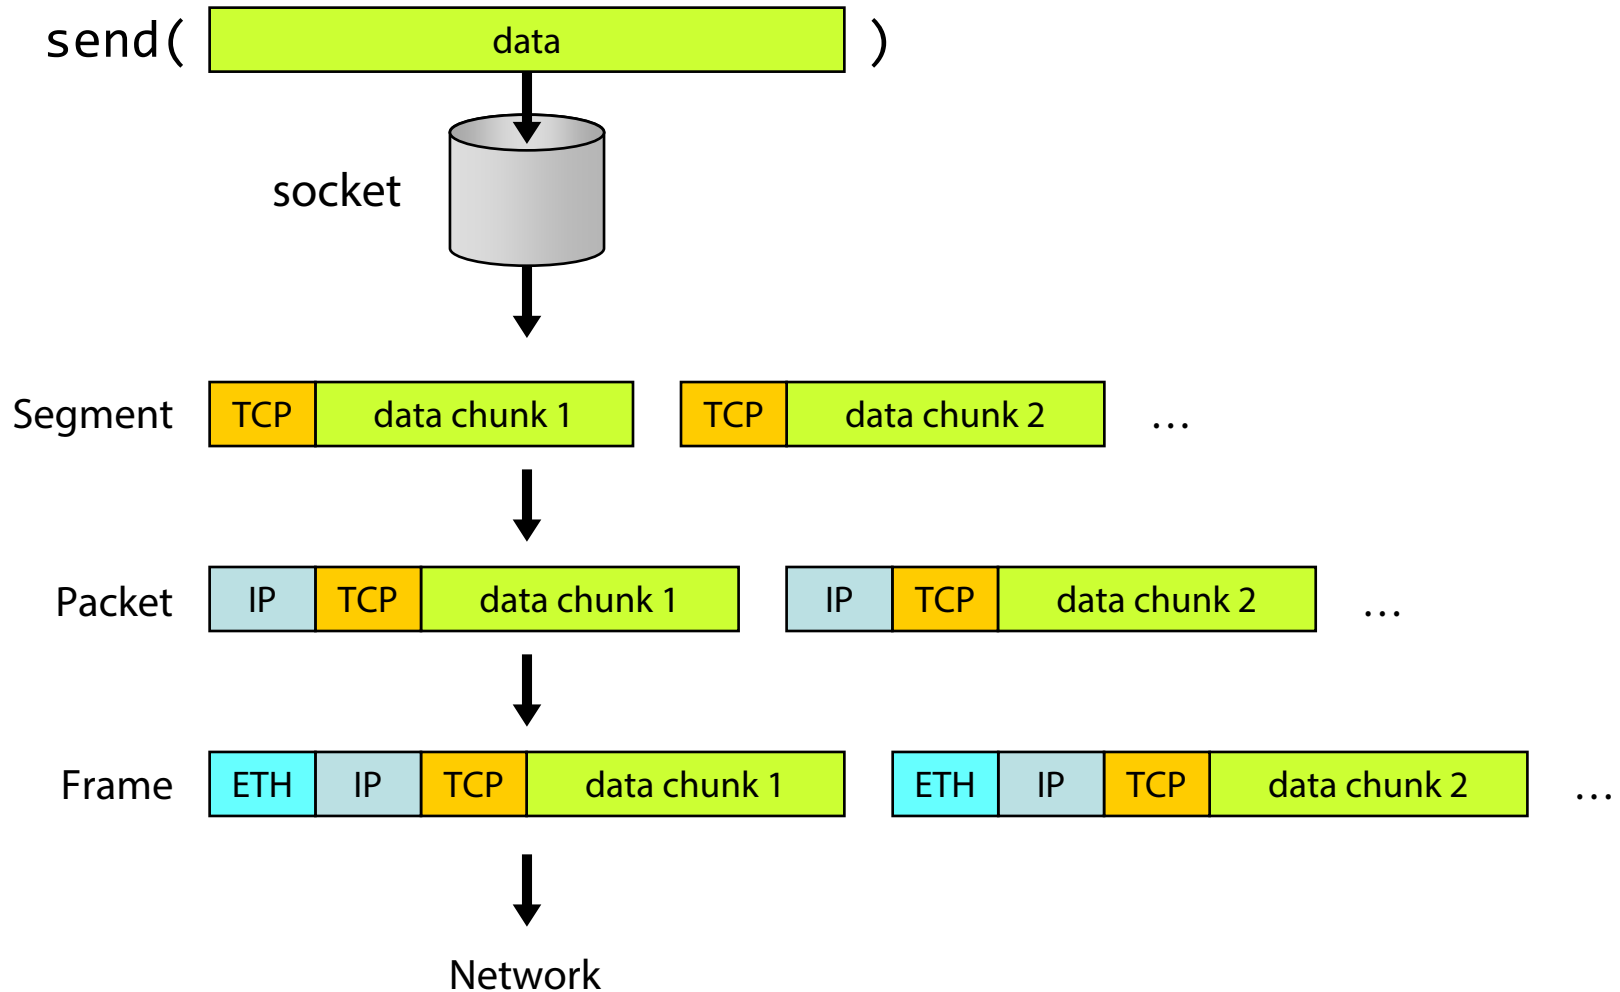 send( data )
socket
Segment TCP data chunk 1 TCP data chunk 2 …
Packet IP TCP data chunk 1 IP TCP data chunk 2 …
Frame ETH IP TCP data chunk 1 ETH IP TCP data chunk 2 …
Network